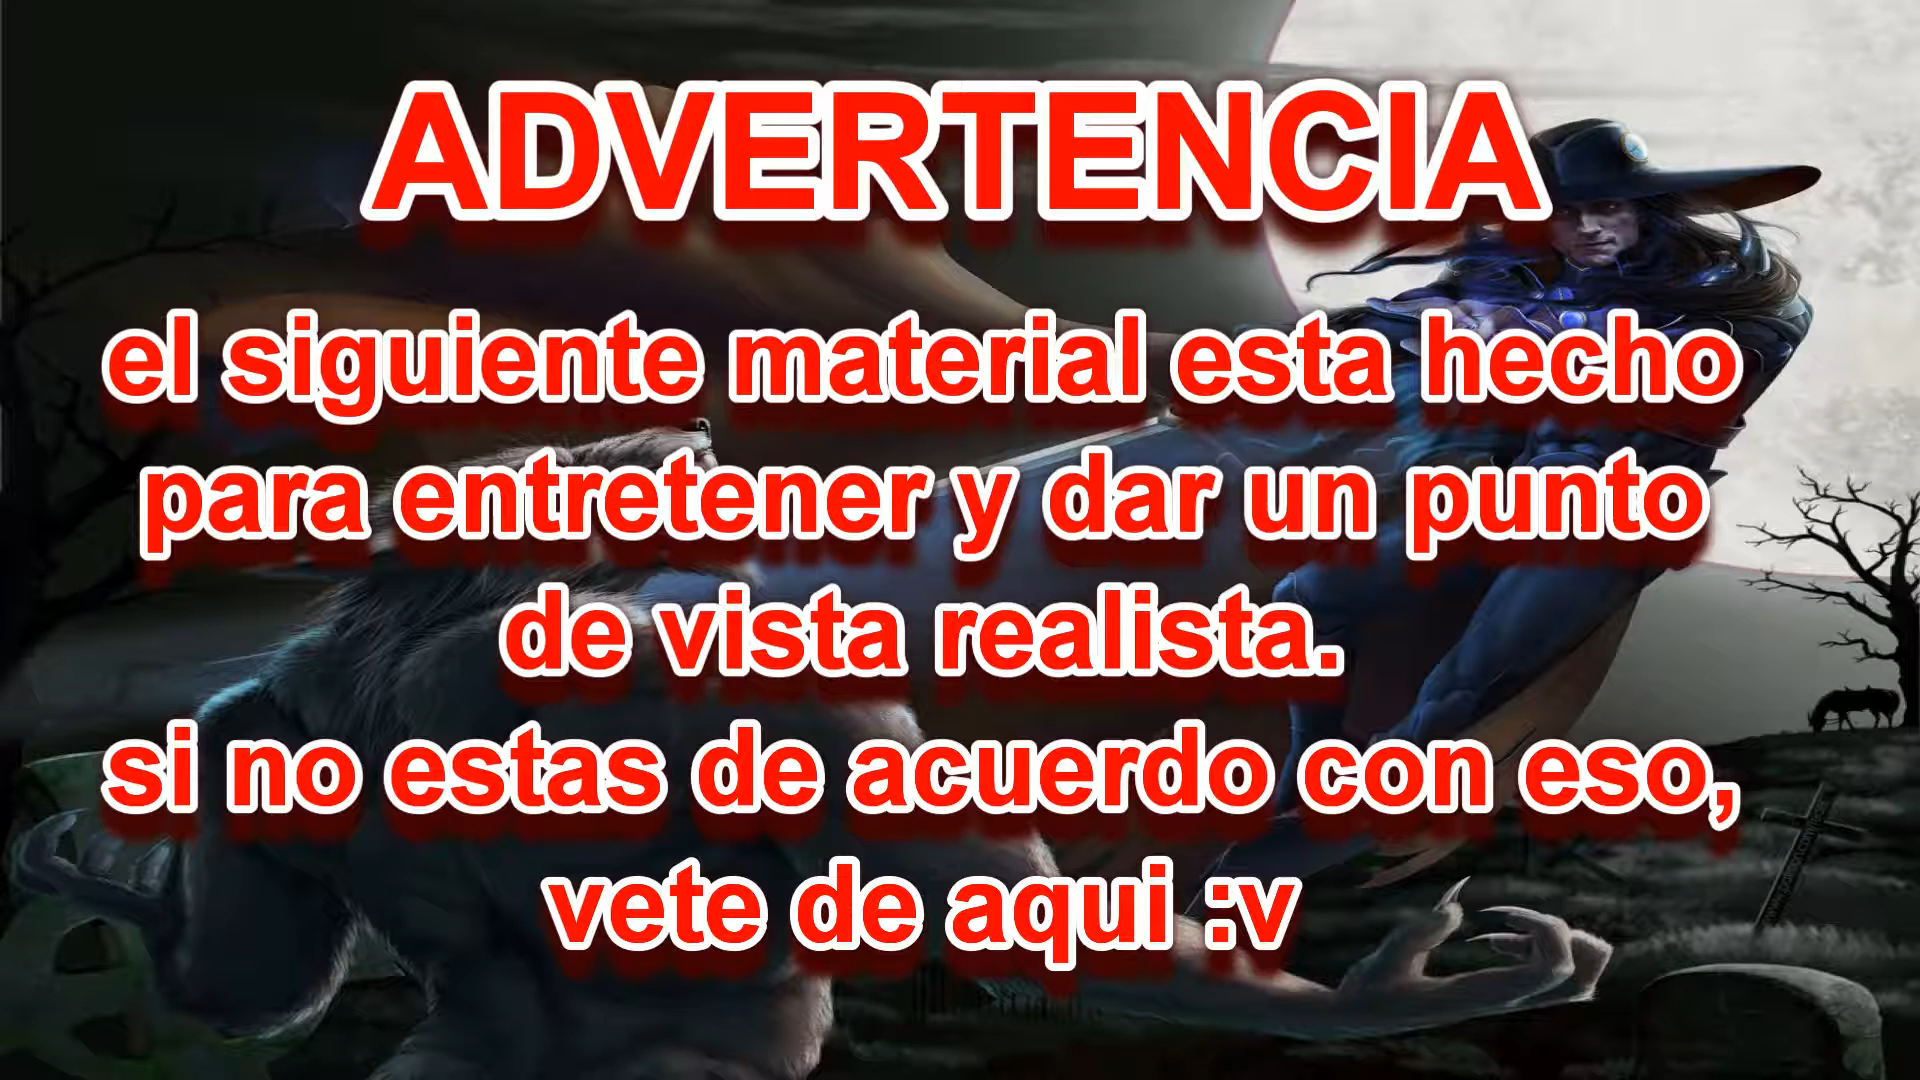 ADVERTENCIA
el siguiente material esta hecho
para entretener y dar un punto
de vista realista.
si no estas de acuerdo con eso,
vete de aqui :v